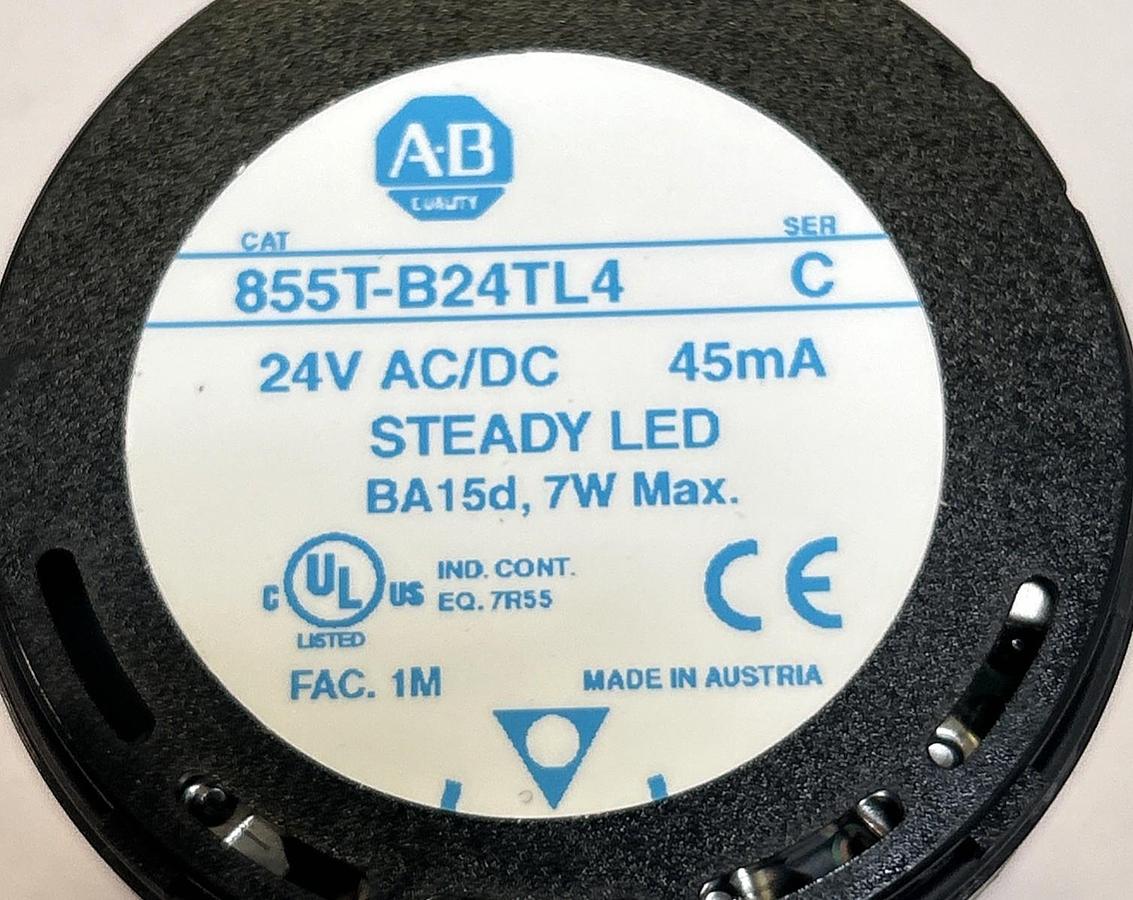 A-B
QUALITY
CAT SER
855T-B24TL4 C
24V AC/DC 45mA
STEADY LED
BA15d, 7W Max.
C UL US IND. CONT.
EQ. 7R55
LISTED
CE
FAC. 1M MADE IN AUSTRIA